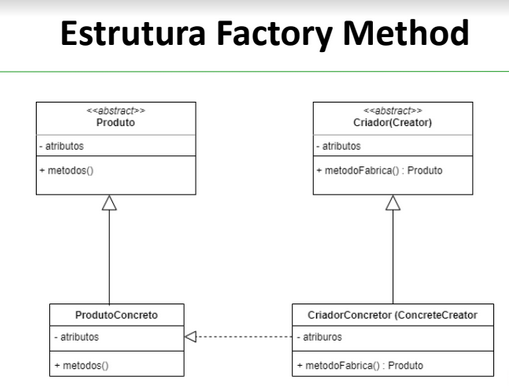 Estrutura Factory Method
<<abstract>>
Produto
- atributos
+ metodos()
<<abstract>>
Criador(Creator)
- atributos
+ metodoFabrica() : Produto
ProdutoConcreto
- atributos
+ metodos()
CriadorConcretor (ConcreteCreator
- atriburos
+ metodoFabrica() : Produto